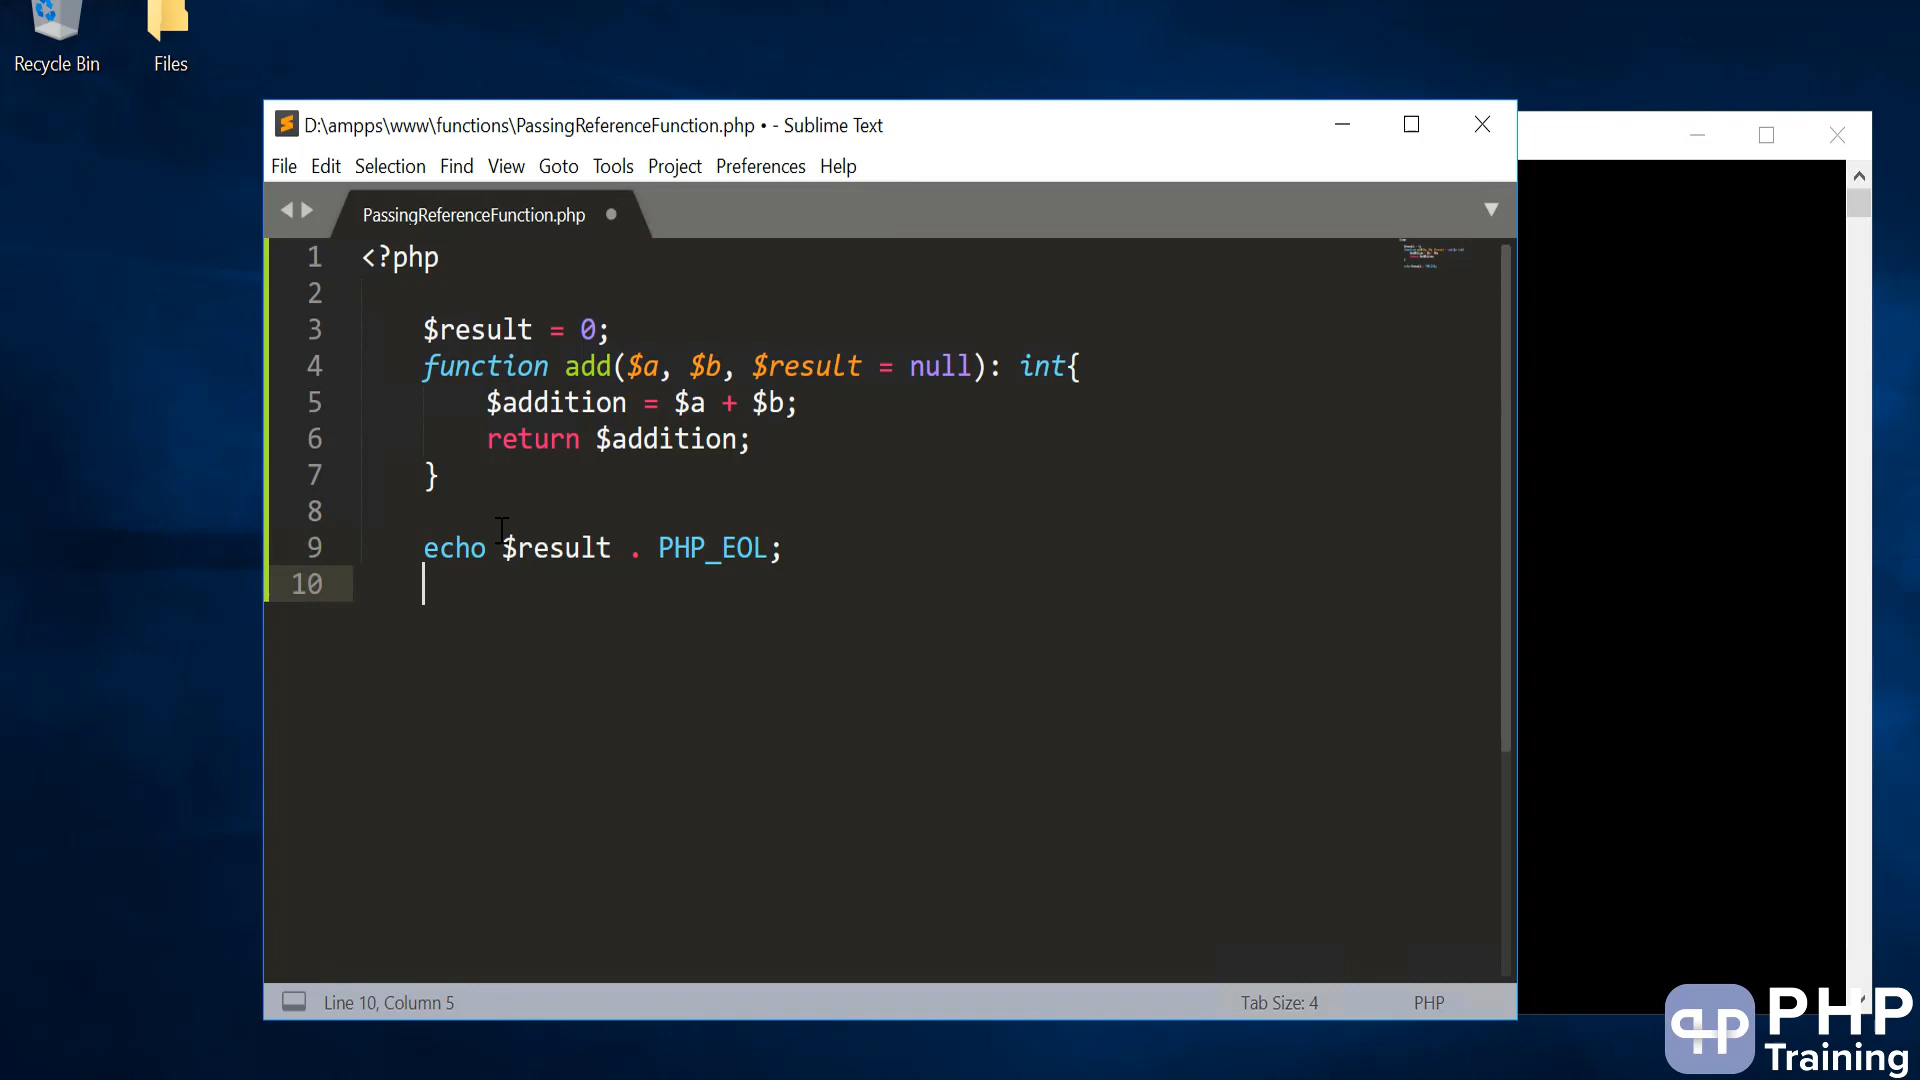 Recycle Bin
Files
D:\ampps\www\functions\PassingReferenceFunction.php • - Sublime Text
File Edit Selection Find View Goto Tools Project Preferences Help
PassingReferenceFunction.php
1 <?php
2
3 $result = 0;
4 function add($a, $b, $result = null): int{
5 $addition = $a + $b;
6 return $addition;
7 }
8
9 echo $result . PHP_EOL;
10
Line 10, Column 5
Tab Size: 4
PHP
PHP
Training